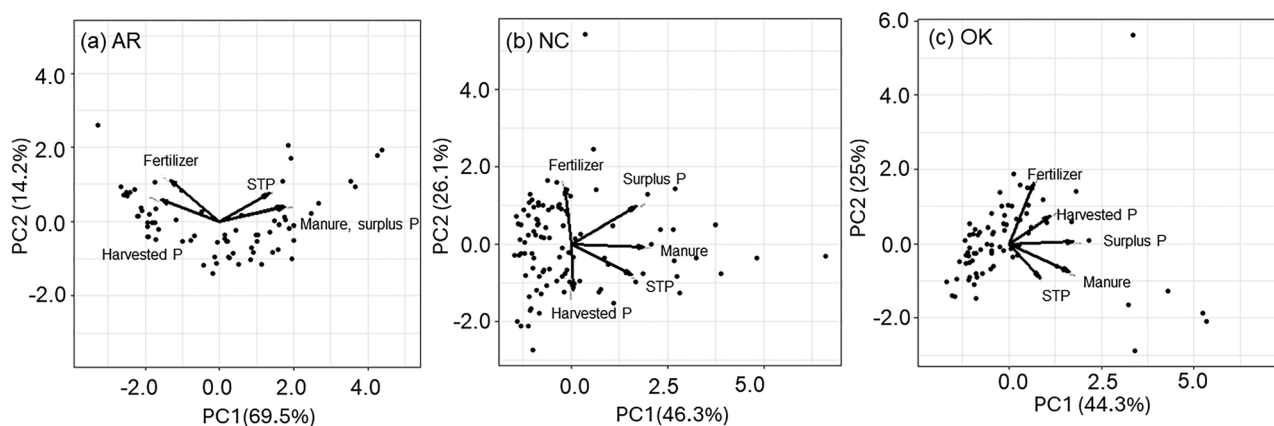 (a) AR
PC2 (14.2%)
4.0
2.0
0.0
-2.0
Fertilizer
STP
Manure, surplus P
Harvested P
-2.0 0.0 2.0 4.0
PC1(69.5%)
(b) NC
PC2 (26.1%)
4.0
2.0
0.0
-2.0
Fertilizer
Surplus P
Manure
STP
Harvested P
0.0 2.5 5.0
PC1(46.3%)
(c) OK
PC2 (25%)
6.0
4.0
2.0
0.0
-2.0
Fertilizer
Harvested P
Surplus P
Manure
STP
0.0 2.5 5.0
PC1 (44.3%)